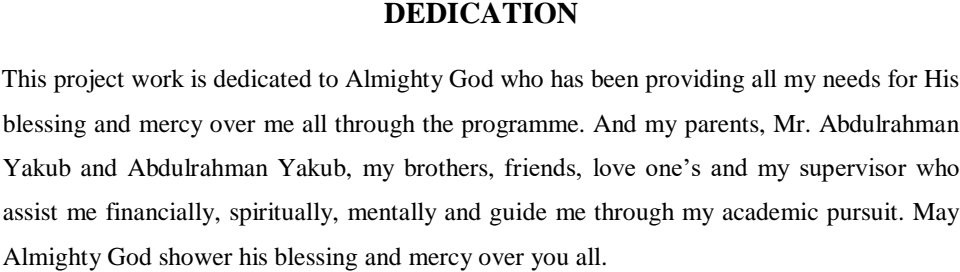 DEDICATION
This project work is dedicated to Almighty God who has been providing all my needs for His
blessing and mercy over me all through the programme. And my parents, Mr. Abdulrahman
Yakub and Abdulrahman Yakub, my brothers, friends, love one’s and my supervisor who
assist me financially, spiritually, mentally and guide me through my academic pursuit. May
Almighty God shower his blessing and mercy over you all.